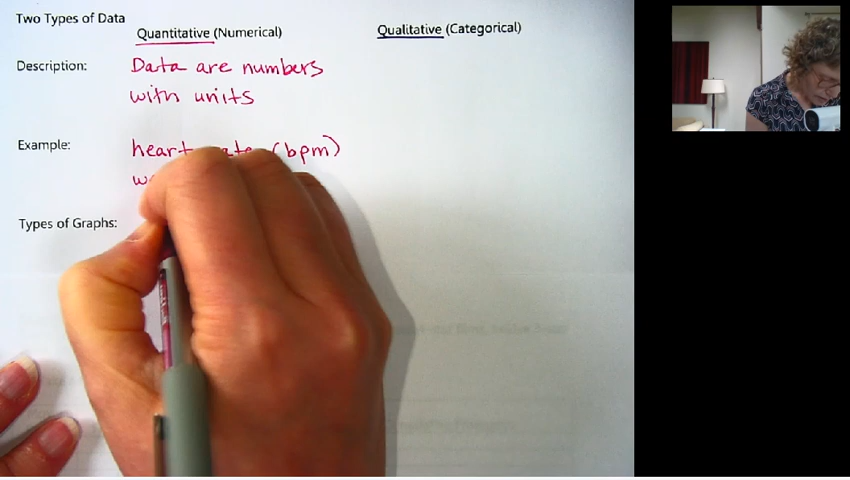 Two Types of Data
Quantitative (Numerical)
Qualitative (Categorical)
Description:
Data are numbers
with units
Example:
(bpm)
Types of Graphs: